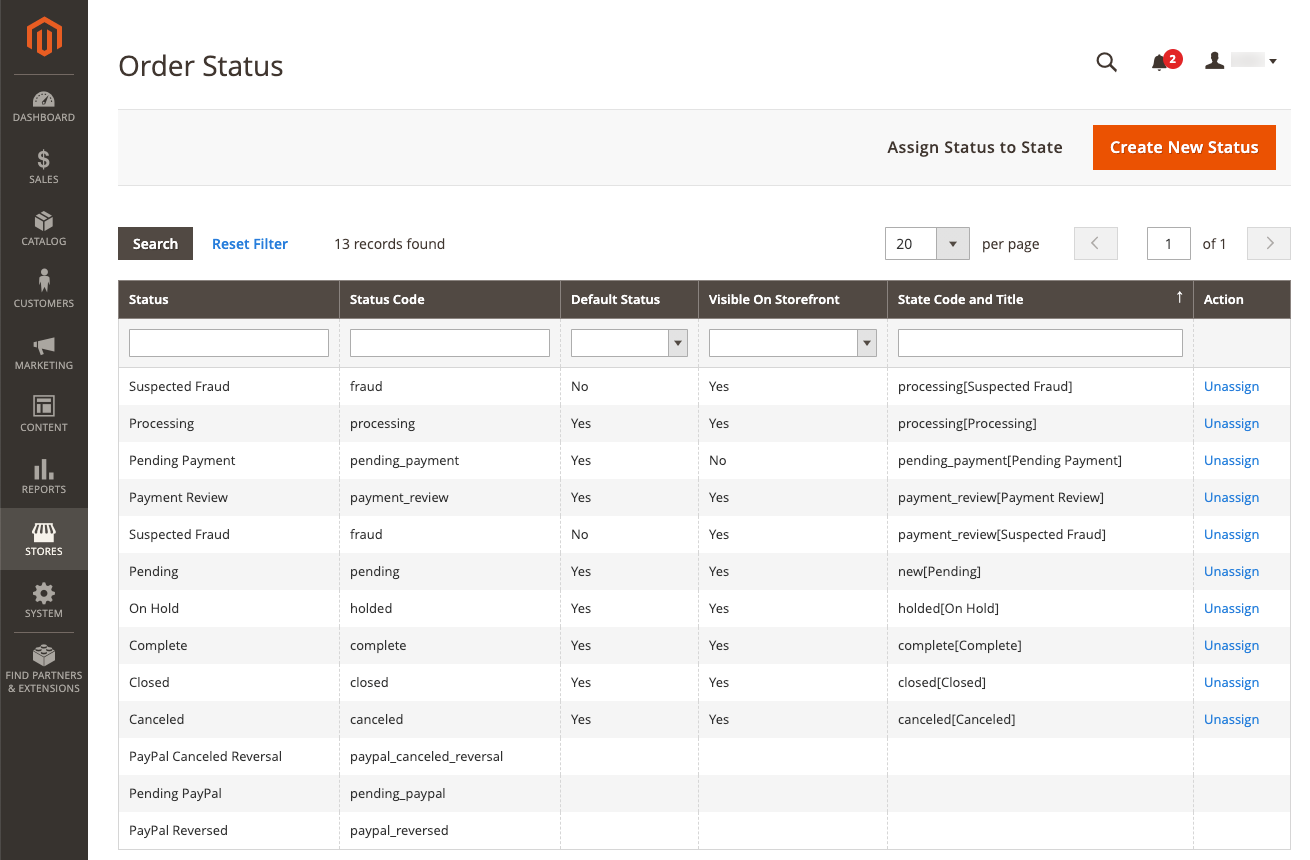 Order Status
2
DASHBOARD
SALES
CATALOG
CUSTOMERS
MARKETING
CONTENT
REPORTS
STORES
SYSTEM
FIND PARTNERS
& EXTENSIONS
Assign Status to State Create New Status
Search Reset Filter 13 records found 20 per page 1 of 1
Status Status Code Default Status Visible On Storefront State Code and Title ↑ Action
Suspected Fraud fraud No Yes processing[Suspected Fraud] Unassign
Processing processing Yes Yes processing[Processing] Unassign
Pending Payment pending_payment Yes No pending_payment[Pending Payment] Unassign
Payment Review payment_review Yes Yes payment_review[Payment Review] Unassign
Suspected Fraud fraud No Yes payment_review[Suspected Fraud] Unassign
Pending pending Yes Yes new[Pending] Unassign
On Hold holded Yes Yes holded[On Hold] Unassign
Complete complete Yes Yes complete[Complete] Unassign
Closed closed Yes Yes closed[Closed] Unassign
Canceled canceled Yes Yes canceled[Canceled] Unassign
PayPal Canceled Reversal paypal_canceled_reversal
Pending PayPal pending_paypal
PayPal Reversed paypal_reversed